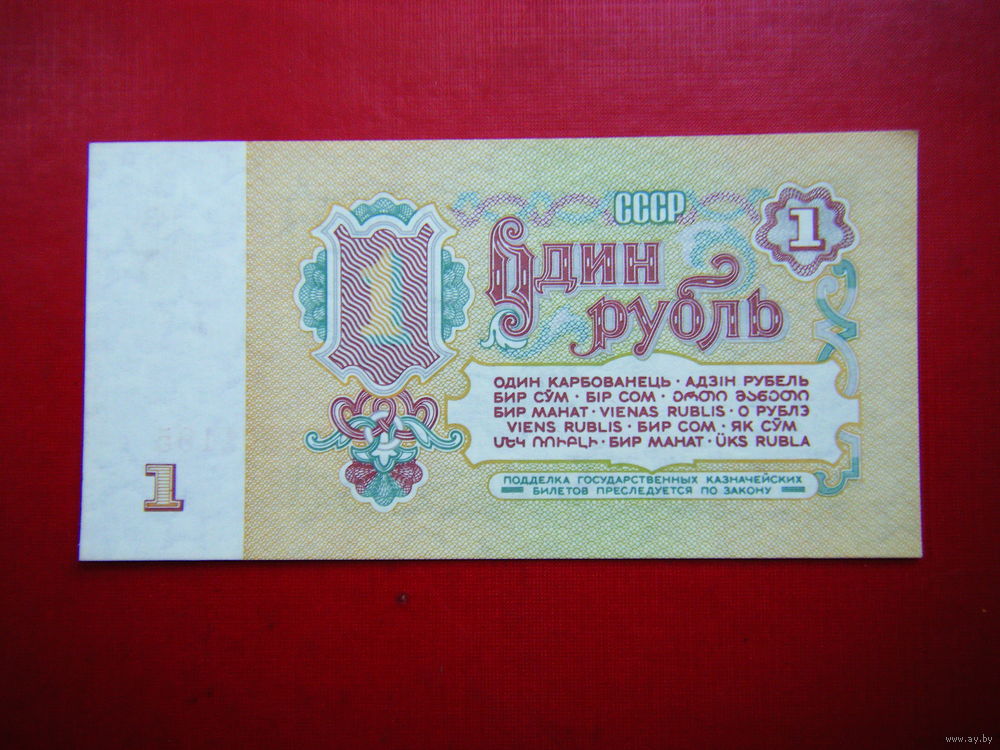 СССР
1
1
Один
рубль
ОДИН КАРБОВАНЕЦЬ · АДЗІН РУБЕЛЬ
БИР СЎМ · БІР СОМ · ᲔᲠᲗᲘ ᲛᲐᲜᲔᲗᲘ
БИР МАНАТ · VIENAS RUBLIS · О РУБЛЭ
VIENS RUBLIS · БИР СОМ · ЯК СЎМ
ՄԵԿ ՌՈՒԲԼԻ · БИР МАНАТ · ÜKS RUBLA
1
ПОДДЕЛКА ГОСУДАРСТВЕННЫХ КАЗНАЧЕЙСКИХ
БИЛЕТОВ ПРЕСЛЕДУЕТСЯ ПО ЗАКОНУ
www.ay.by